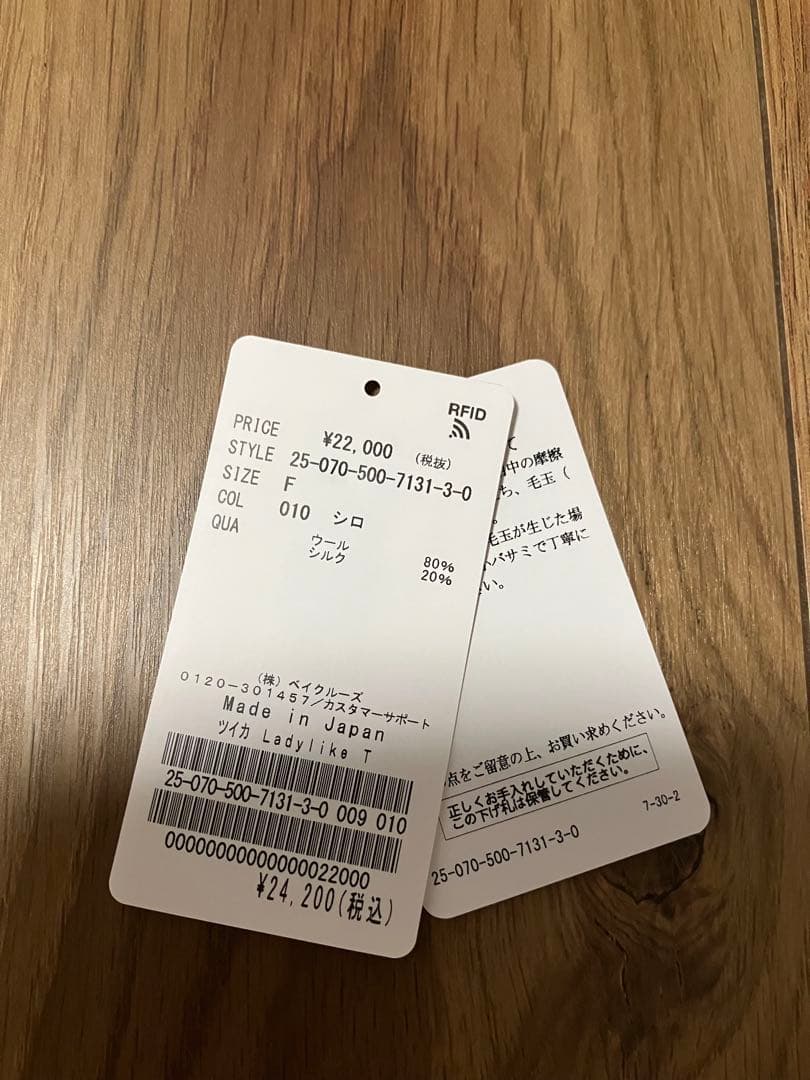 RFID
PRICE ¥22,000 (税抜)
STYLE 25-070-500-7131-3-0
SIZE F
COL 010 シロ
QUA
ウール 80%
シルク 20%
(株) ベイクルーズ
0120-301457/カスタマーサポート
Made in Japan
ツイカ Ladylike T
25-070-500-7131-3-0 009 010
00000000000000022000
¥24,200(税込)
て
中の摩擦
ち、毛玉(
。
毛玉が生じた場
バサミで丁寧に
い。
点をご留意の上、お買い求めください。
正しくお手入れしていただくために、
この下げ札は保管してください。
7-30-2
25-070-500-7131-3-0